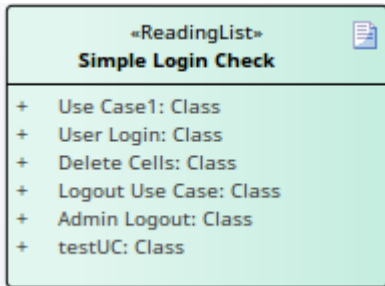 «ReadingList»
Simple Login Check
+ Use Case1: Class
+ User Login: Class
+ Delete Cells: Class
+ Logout Use Case: Class
+ Admin Logout: Class
+ testUC: Class